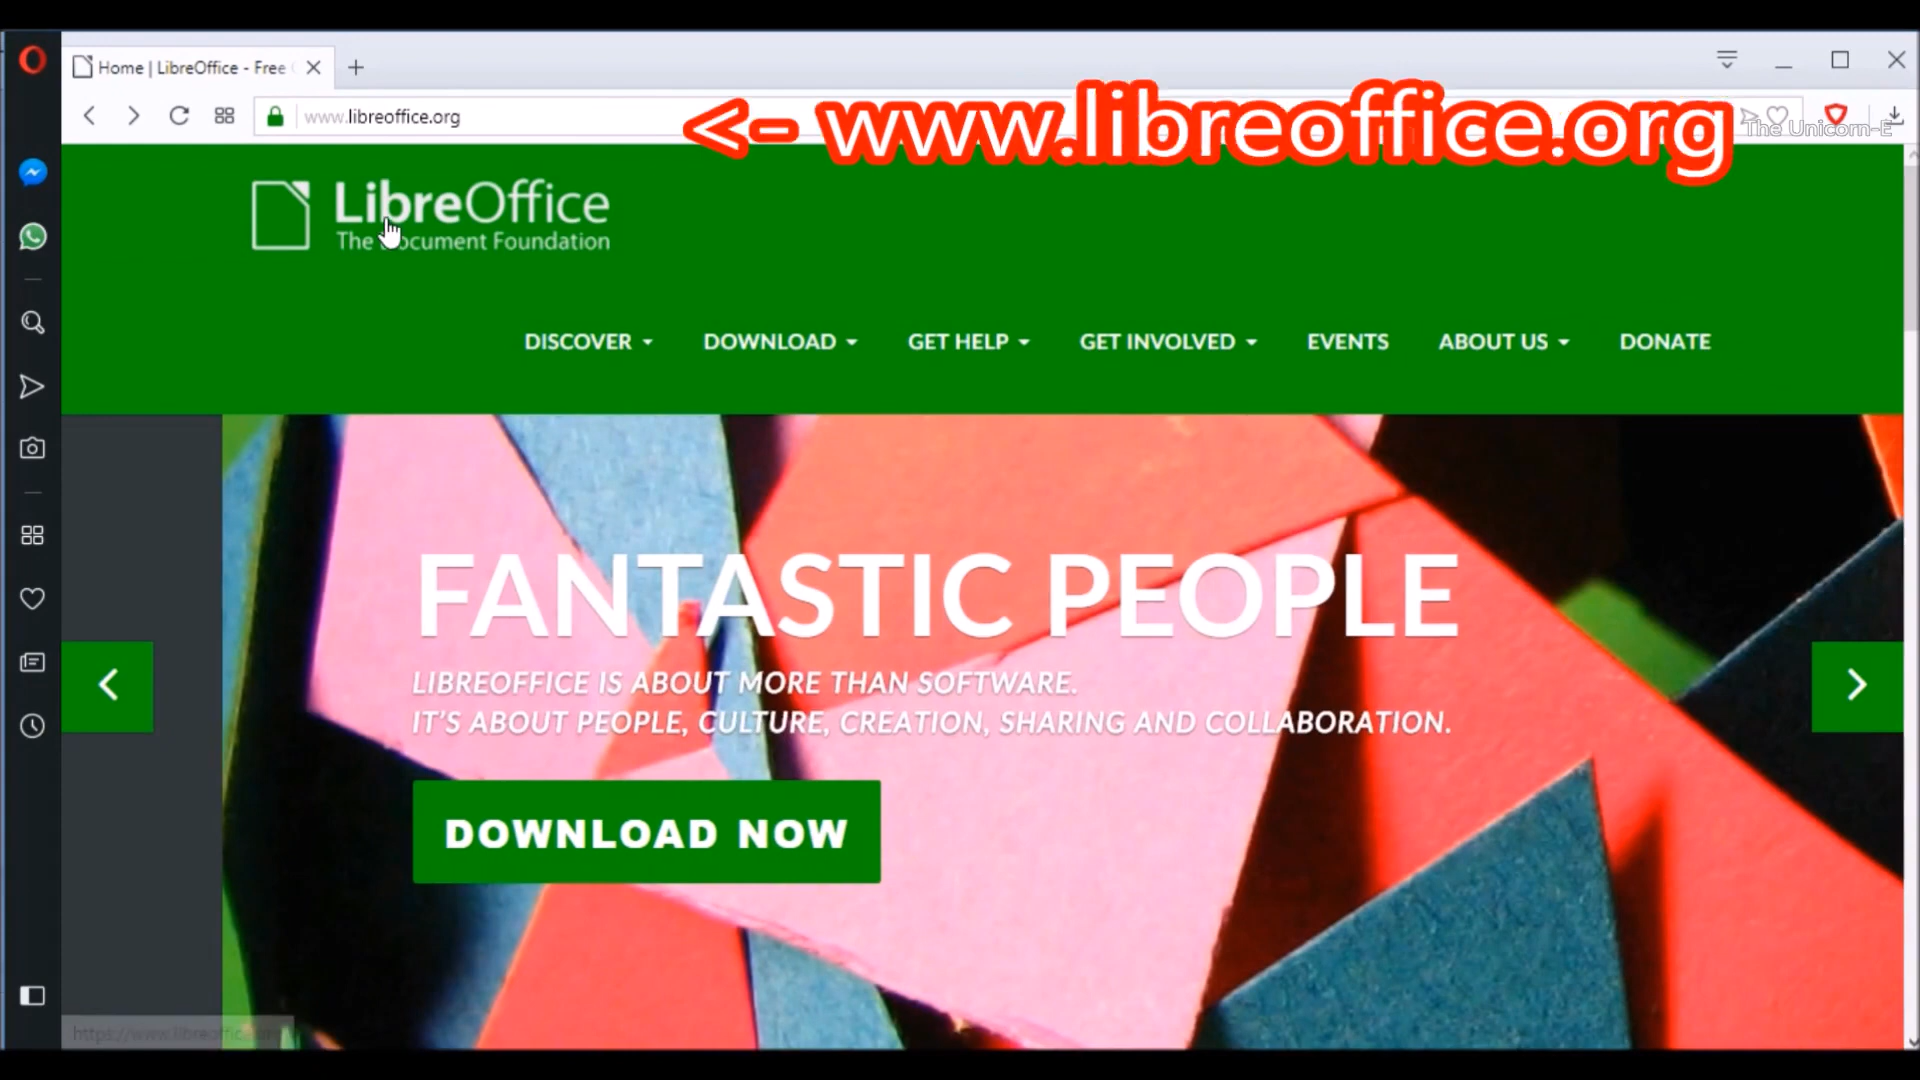 Home | LibreOffice - Free
www.libreoffice.org
<- www.libreoffice.org
The Unicorn-E
LibreOffice
The Document Foundation
DISCOVER
DOWNLOAD
GET HELP
GET INVOLVED
EVENTS
ABOUT US
DONATE
FANTASTIC PEOPLE
LIBREOFFICE IS ABOUT MORE THAN SOFTWARE.
IT'S ABOUT PEOPLE, CULTURE, CREATION, SHARING AND COLLABORATION.
DOWNLOAD NOW